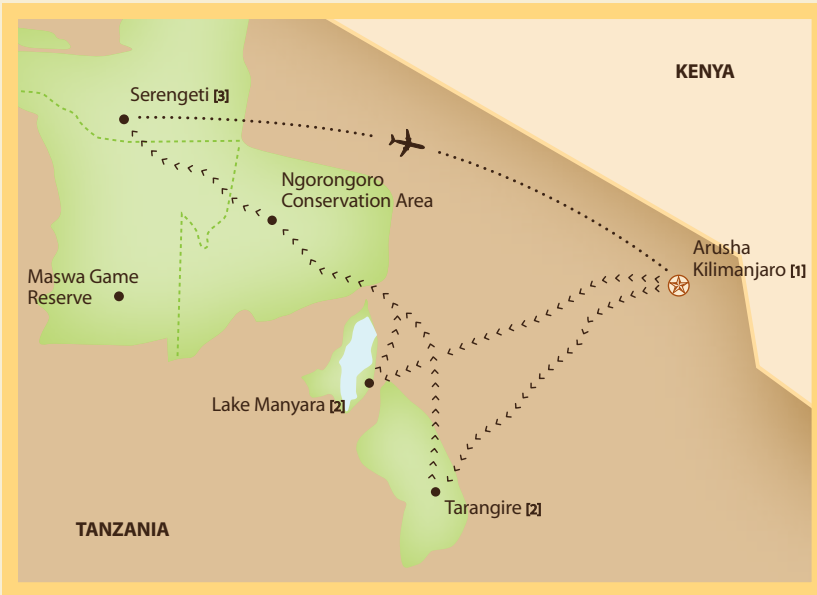 KENYA
Serengeti [3]
Ngorongoro
Conservation Area
Arusha
Kilimanjaro [1]
Maswa Game
Reserve
Lake Manyara [2]
Tarangire [2]
TANZANIA